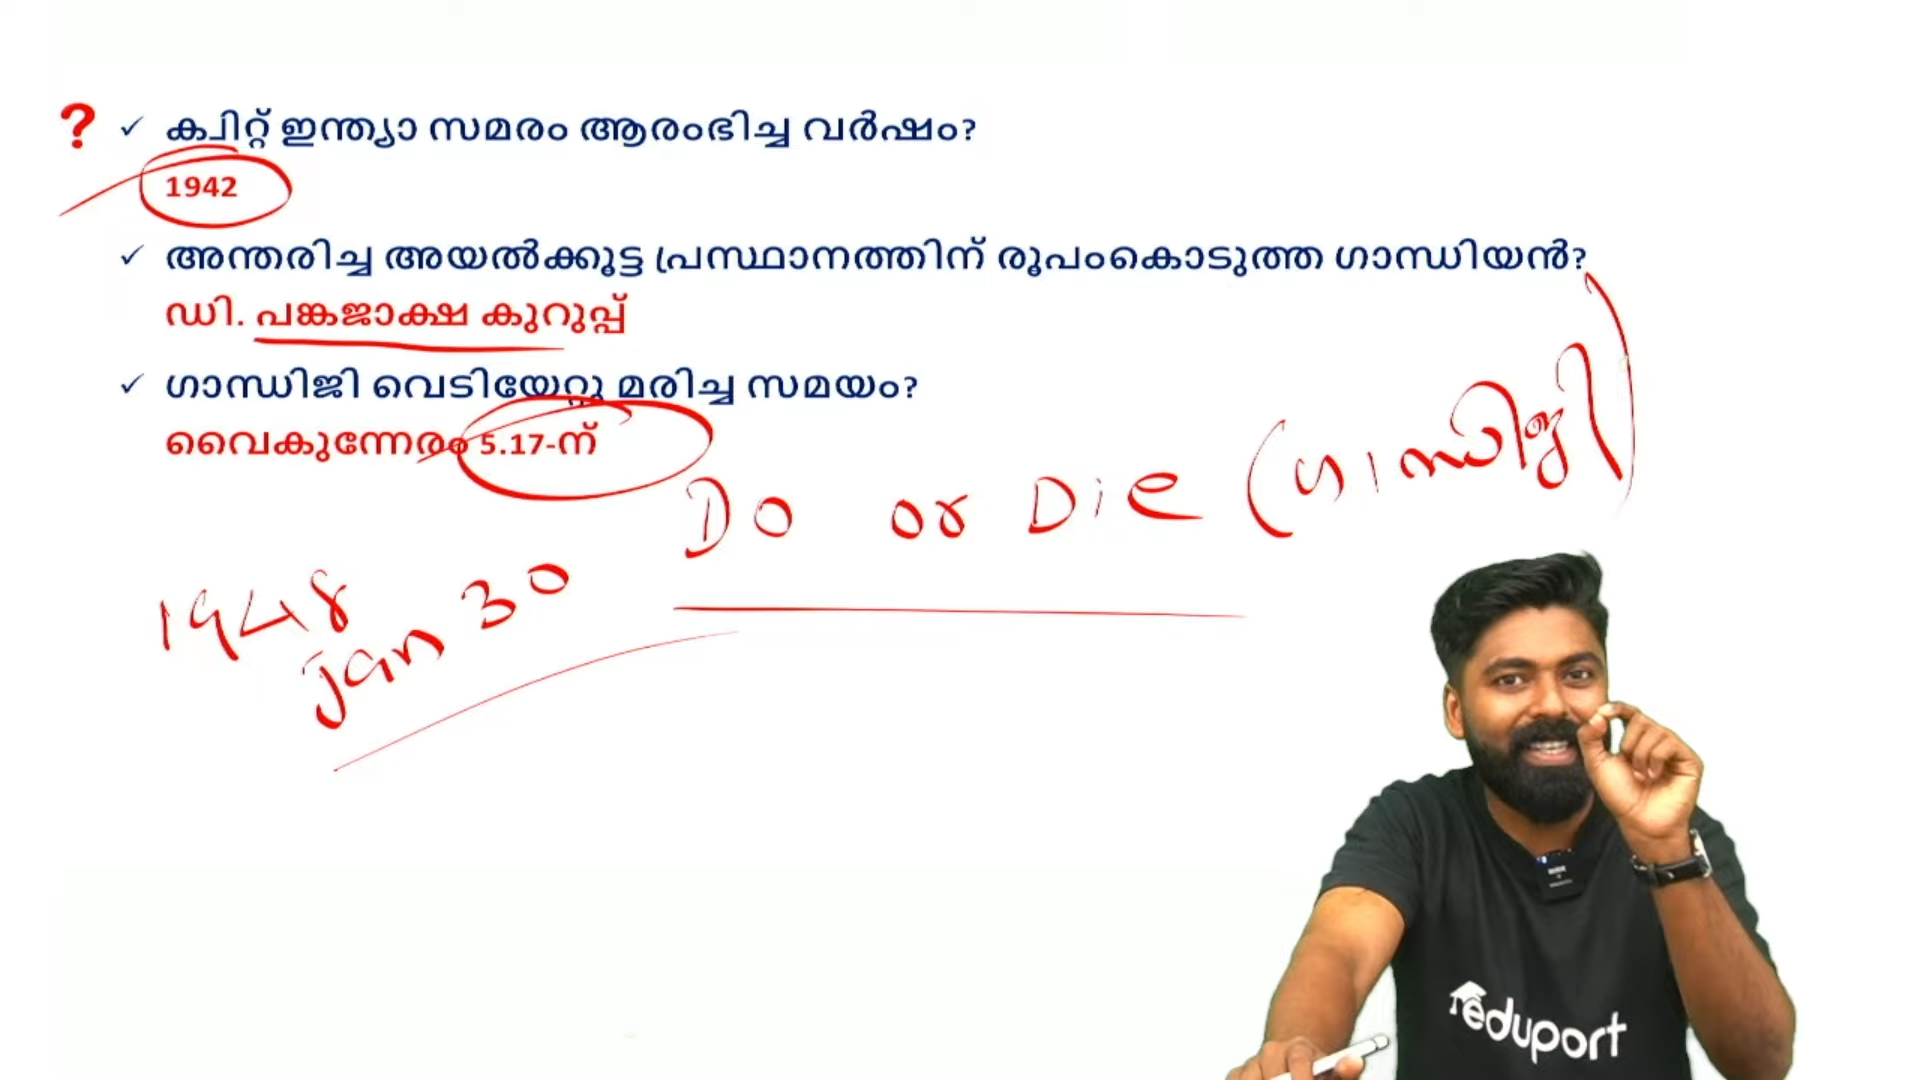 ? ✓ ക്വിറ്റ് ഇന്ത്യാ സമരം ആരംഭിച്ച വർഷം?
1942
✓ അന്തരിച്ച അയൽക്കൂട്ട പ്രസ്ഥാനത്തിന് രൂപംകൊടുത്ത ഗാന്ധിയൻ?
ഡി. പങ്കജാക്ഷ കുറുപ്പ്
✓ ഗാന്ധിജി വെടിയേറ്റു മരിച്ച സമയം?
വൈകുന്നേരം 5.17-ന്
Do or Die (ഗാന്ധിജി)
1948
jan 30
eduport